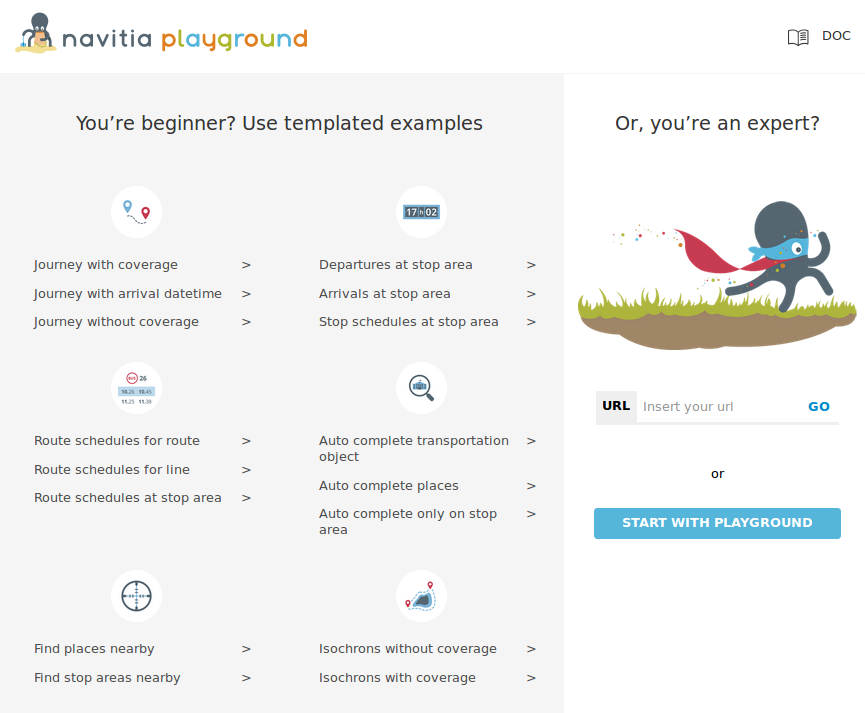 navitia playground
DOC
You’re beginner? Use templated examples
17h02
Journey with coverage >
Journey with arrival datetime >
Journey without coverage >
Departures at stop area >
Arrivals at stop area >
Stop schedules at stop area >
BUS 26
10.26 10.45
11.25 11.38
Route schedules for route >
Route schedules for line >
Route schedules at stop area >
Auto complete transportation >
object
Auto complete places >
Auto complete only on stop >
area
Find places nearby >
Find stop areas nearby >
Isochrons without coverage >
Isochrons with coverage >
Or, you’re an expert?
URL Insert your url GO
or
START WITH PLAYGROUND